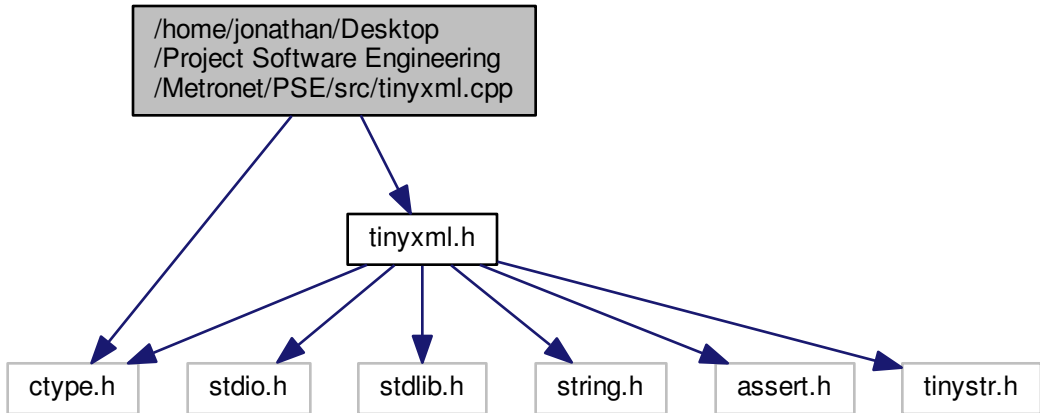 /home/jonathan/Desktop
/Project Software Engineering
/Metronet/PSE/src/tinyxml.cpp
tinyxml.h
ctype.h
stdio.h
stdlib.h
string.h
assert.h
tinystr.h